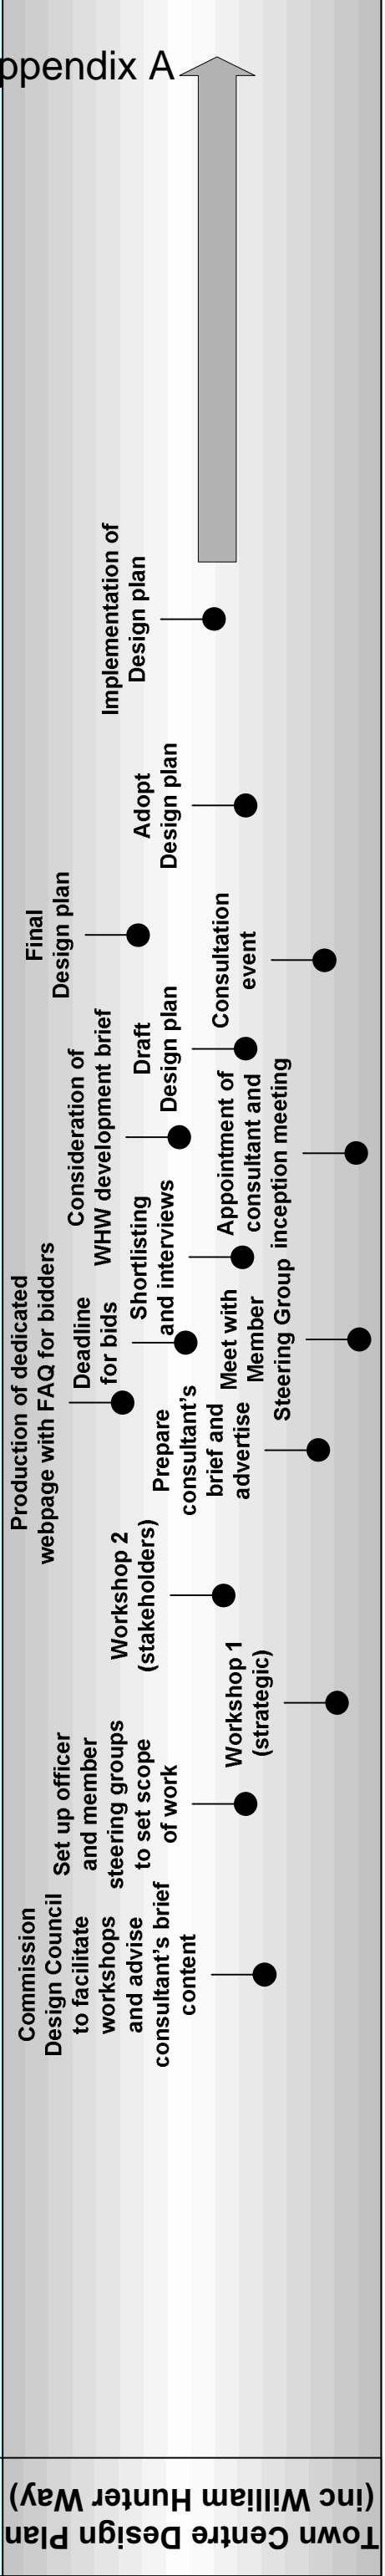 ppendix A
Town Centre Design Plan
(inc William Hunter Way)
Commission
Design Council
to facilitate
workshops
and advise
consultant's brief
content
Set up officer
and member
steering groups
to set scope
of work
Workshop 1
(strategic)
Workshop 2
(stakeholders)
Prepare
consultant's
brief and
advertise
Production of dedicated
webpage with FAQ for bidders
Meet with
Member
Steering Group
Deadline
for bids
Shortlisting
and interviews
Appointment of
consultant and
inception meeting
Consideration of
WHW development brief
Draft
Design plan
Consultation
event
Final
Design plan
Adopt
Design plan
Implementation of
Design plan